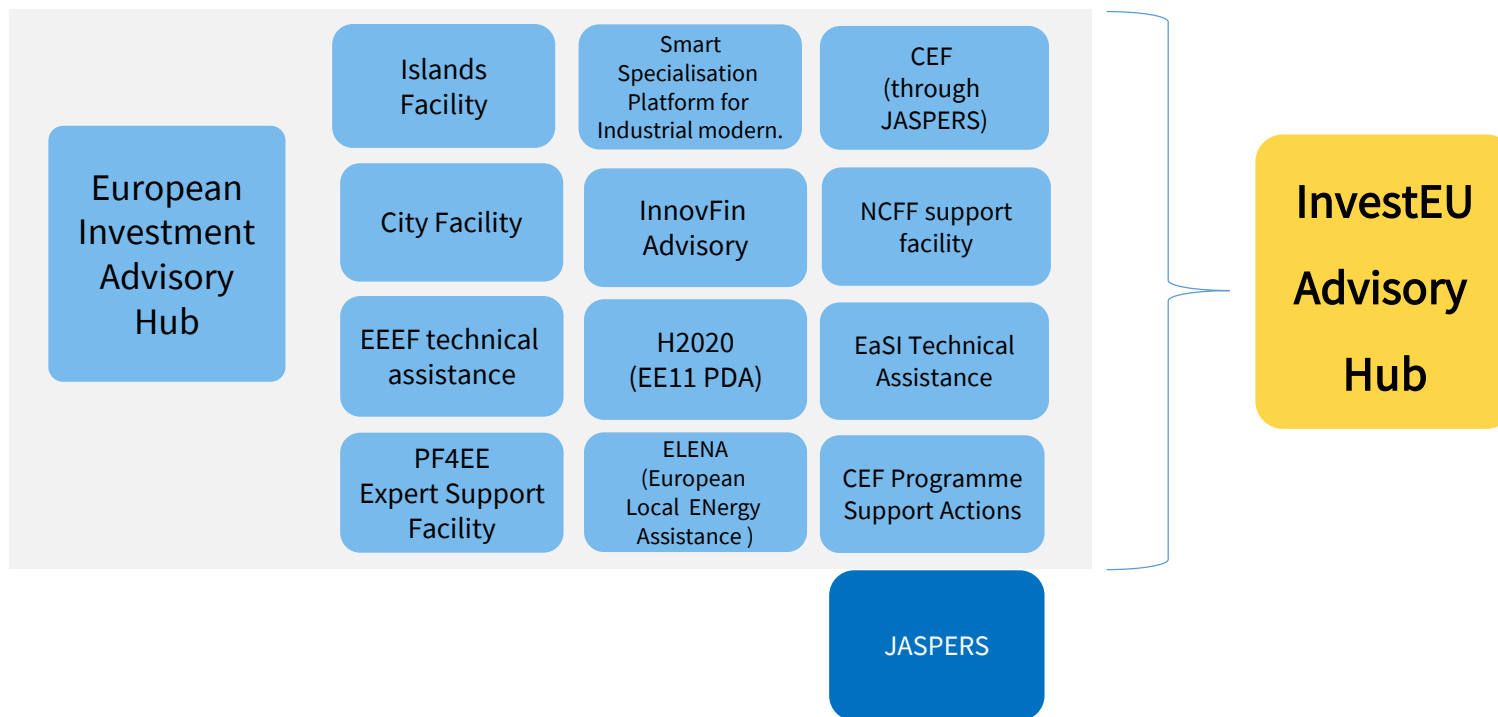 European
Investment
Advisory
Hub
Islands
Facility
Smart
Specialisation
Platform for
Industrial modern.
CEF
(through
JASPERS)
City Facility
InnovFin
Advisory
NCFF support
facility
EEEF technical
assistance
H2020
(EE11 PDA)
EaSI Technical
Assistance
PF4EE
Expert Support
Facility
ELENA
(European
Local ENergy
Assistance )
CEF Programme
Support Actions
JASPERS
InvestEU
Advisory
Hub